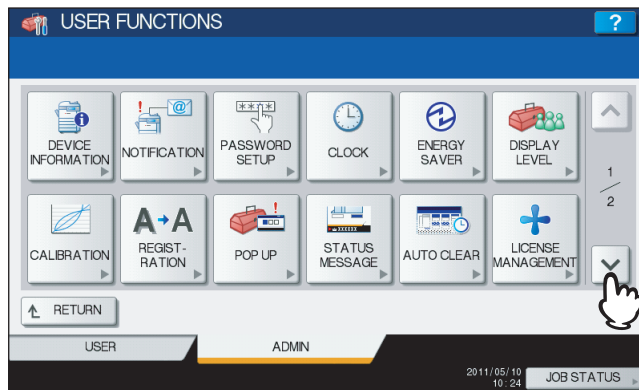 USER FUNCTIONS
?
DEVICE
INFORMATION
! @
NOTIFICATION
****
PASSWORD
SETUP
CLOCK
ENERGY
SAVER
DISPLAY
LEVEL
1
2
CALIBRATION
A→A
REGIST-
RATION
!
POP UP
XXXXXX
STATUS
MESSAGE
AUTO CLEAR
LICENSE
MANAGEMENT
RETURN
USER
ADMIN
2011/05/10
10:24
JOB STATUS